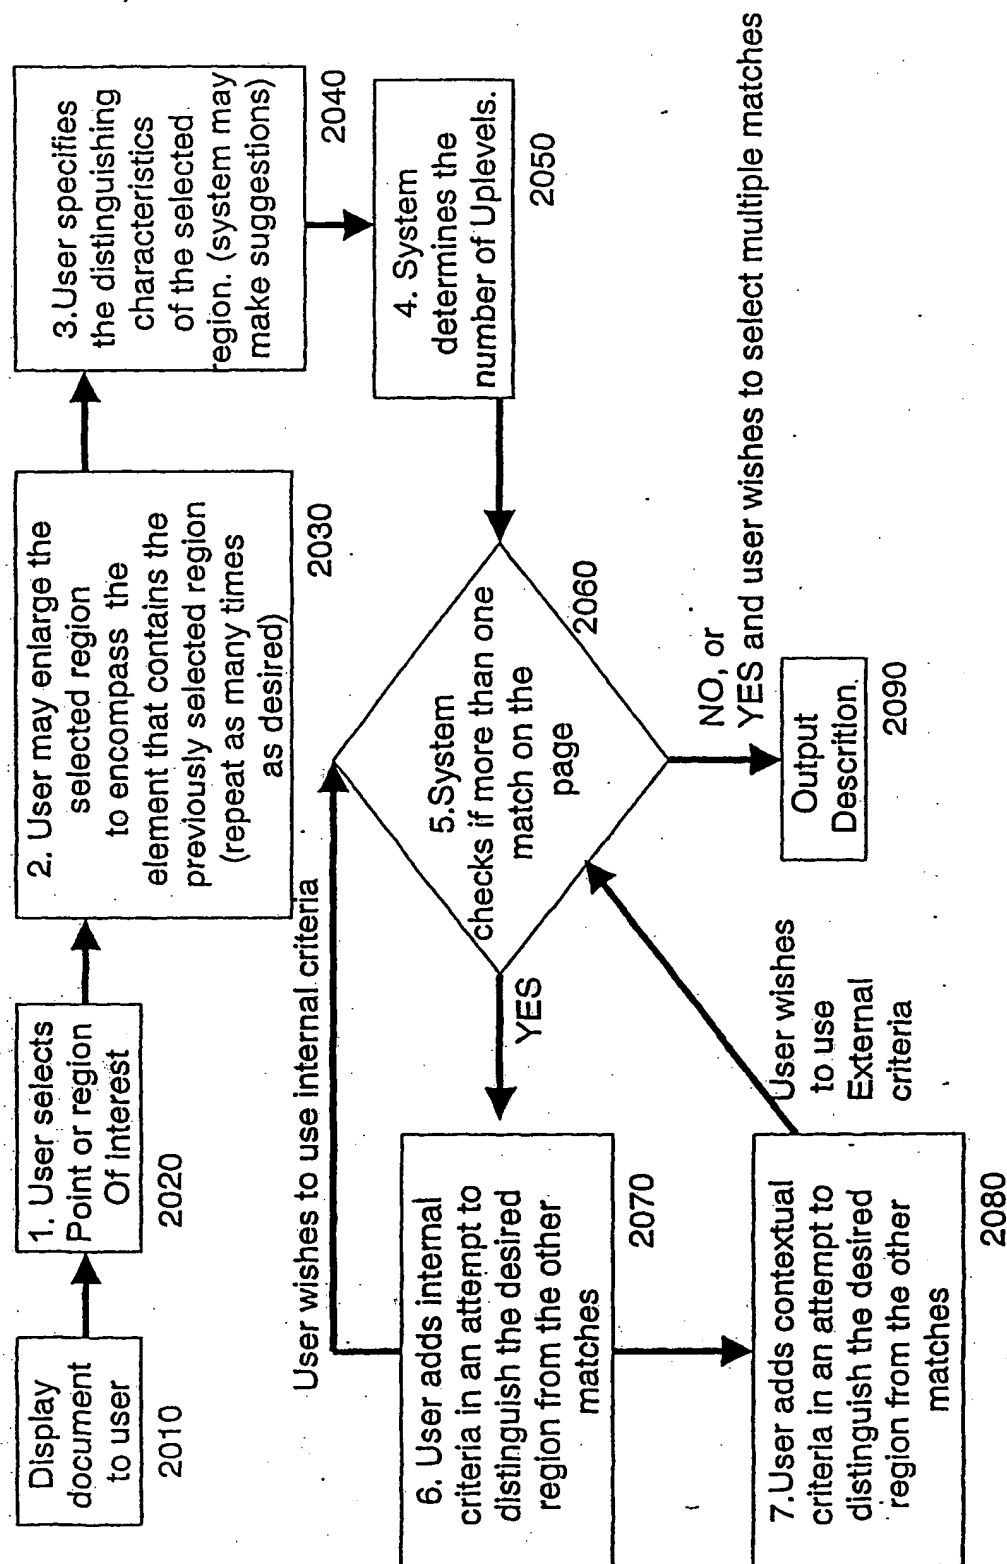 Display
document
to user
2010
1. User selects
Point or region
Of interest
2020
2. User may enlarge the
selected region
to encompass the
element that contains the
previously selected region
(repeat as many times
as desired)
2030
3.User specifies
the distinguishing
characteristics
of the selected
region. (system may
make suggestions)
2040
4. System
determines the
number of Uplevels.
2050
5.System
checks if more than one
match on the
page
2060
YES
User wishes to use internal criteria
6. User adds internal
criteria in an attempt to
distinguish the desired
region from the other
matches
2070
7.User adds contextual
criteria in an attempt to
distinguish the desired
region from the other
matches
2080
User wishes
to use
External
criteria
NO, or
YES and user wishes to select multiple matches
Output
Descrition.
2090